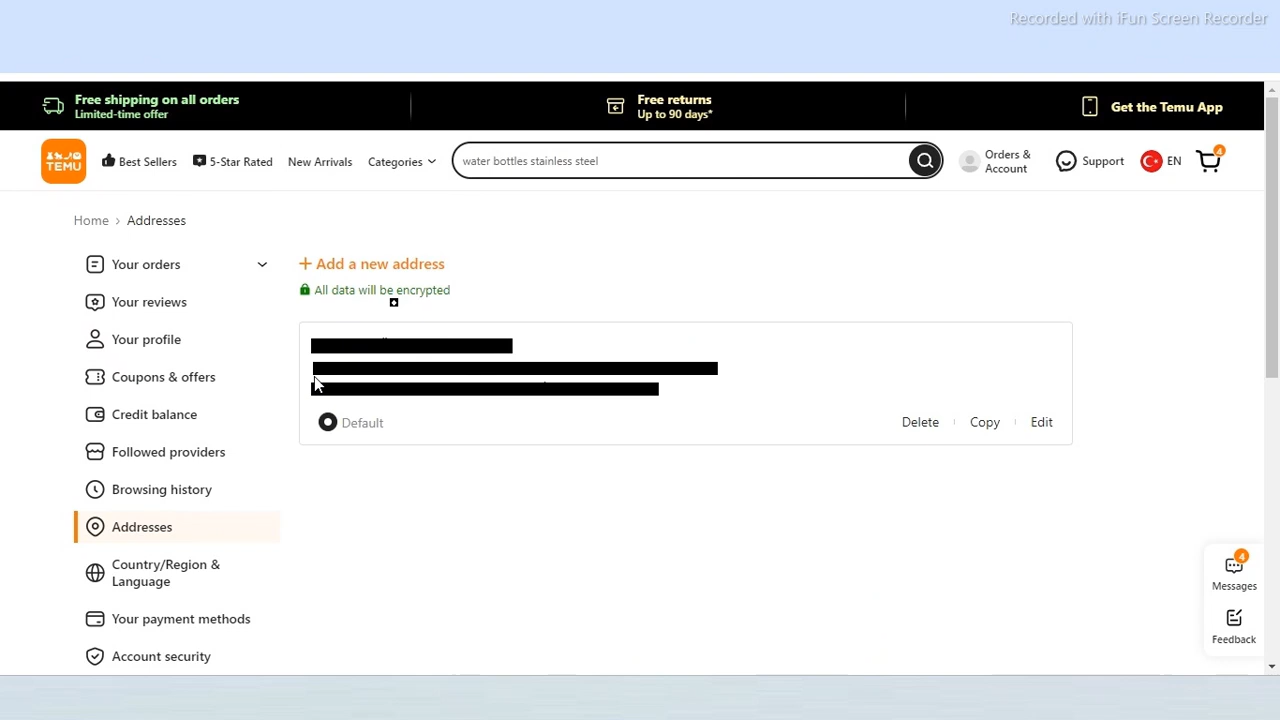 Recorded with iFun Screen Recorder
Free shipping on all orders
Limited-time offer
Free returns
Up to 90 days*
Get the Temu App
TEMU
Best Sellers
5-Star Rated
New Arrivals
Categories
water bottles stainless steel
Orders &
Account
Support
EN
4
Home › Addresses
Your orders
Your reviews
Your profile
Coupons & offers
Credit balance
Followed providers
Browsing history
Addresses
Country/Region &
Language
Your payment methods
Account security
+ Add a new address
All data will be encrypted
Default
Delete
Copy
Edit
4
Messages
Feedback